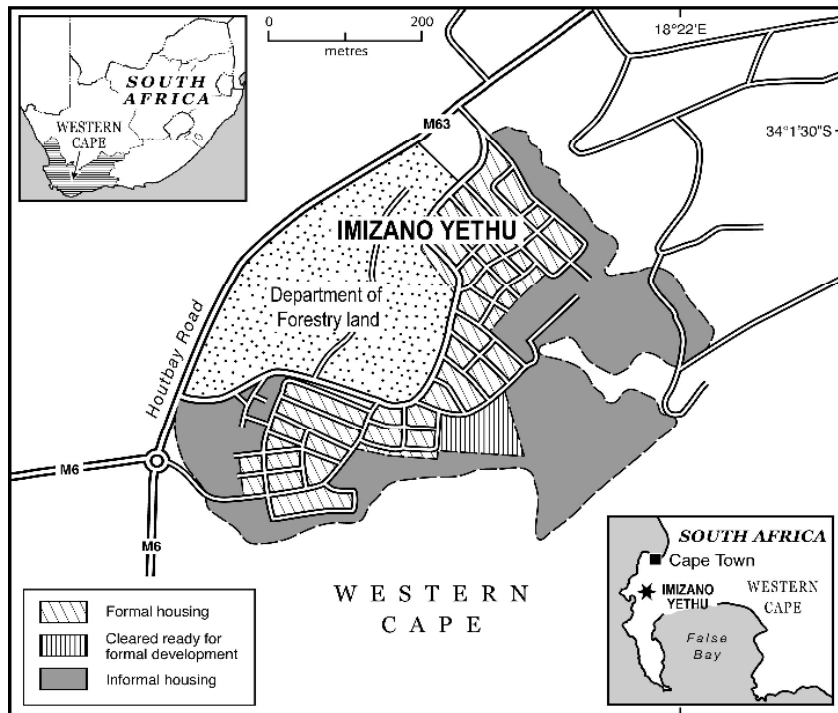 SOUTH
AFRICA
WESTERN
CAPE
0
200
metres
18°22'E
34°1'30"S
M63
IMIZANO YETHU
Department of
Forestry land
Houtbay Road
M6
M6
WESTERN
CAPE
Formal housing
Cleared ready for
formal development
Informal housing
SOUTH AFRICA
Cape Town
IMIZANO
YETHU
WESTERN
CAPE
False
Bay